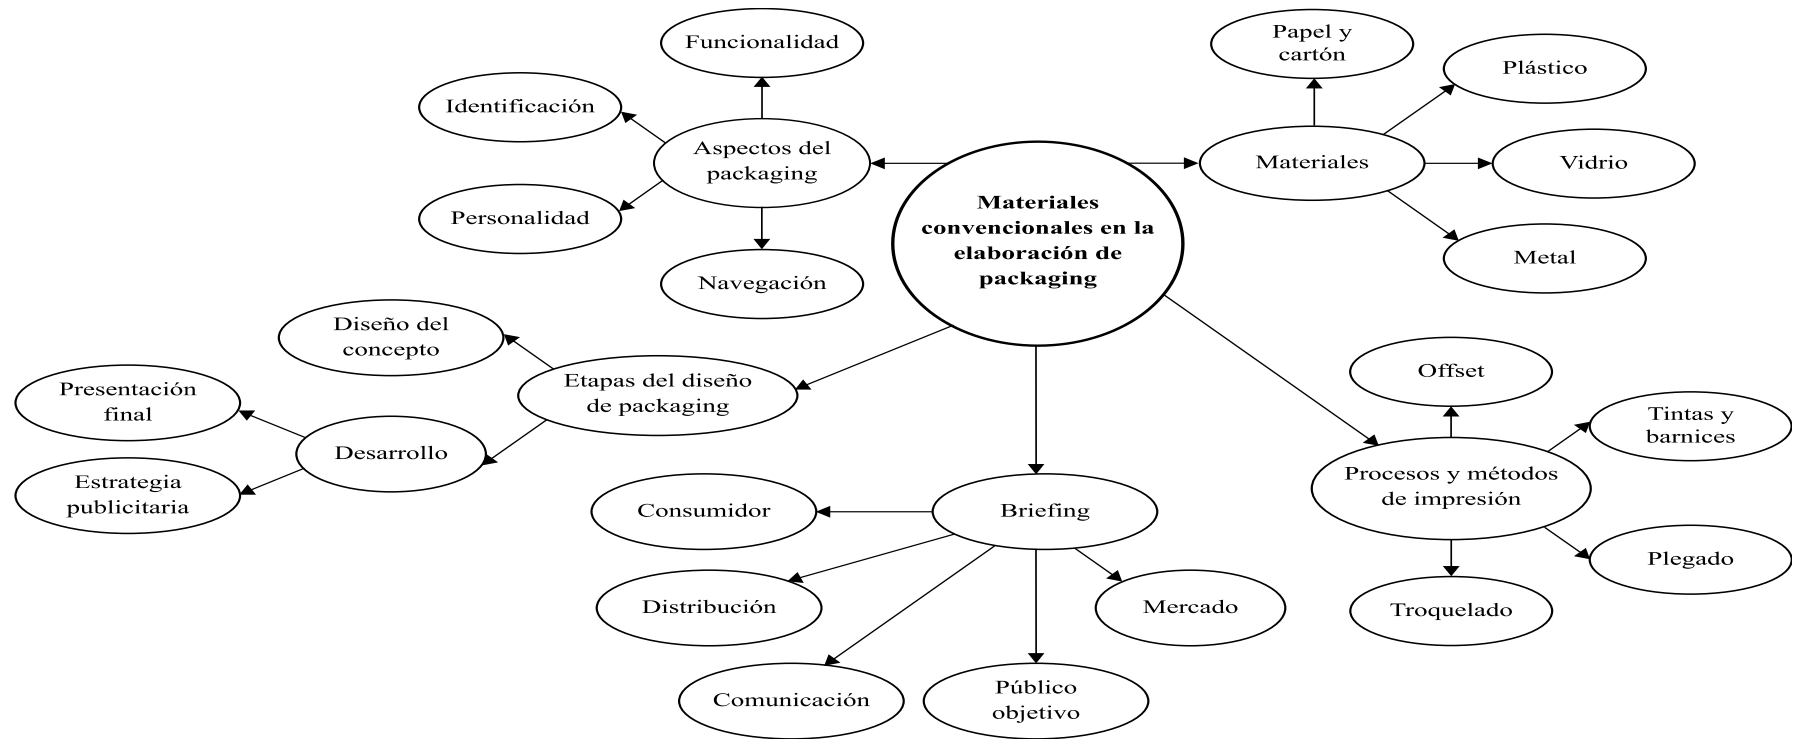 Funcionalidad
Identificación
Aspectos del
packaging
Personalidad
Navegación
Materiales
convencionales en la
elaboración de
packaging
Papel y
cartón
Plástico
Materiales
Vidrio
Metal
Diseño del
concepto
Etapas del diseño
de packaging
Presentación
final
Desarrollo
Estrategia
publicitaria
Consumidor
Briefing
Distribución
Mercado
Comunicación
Público
objetivo
Offset
Tintas y
barnices
Procesos y métodos
de impresión
Plegado
Troquelado